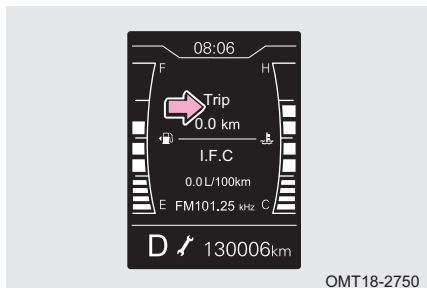 08:06
F H
Trip
0.0 km
I.F.C
0.0 L/100km
E FM101.25 kHz C
D 130006km
OMT18-2750